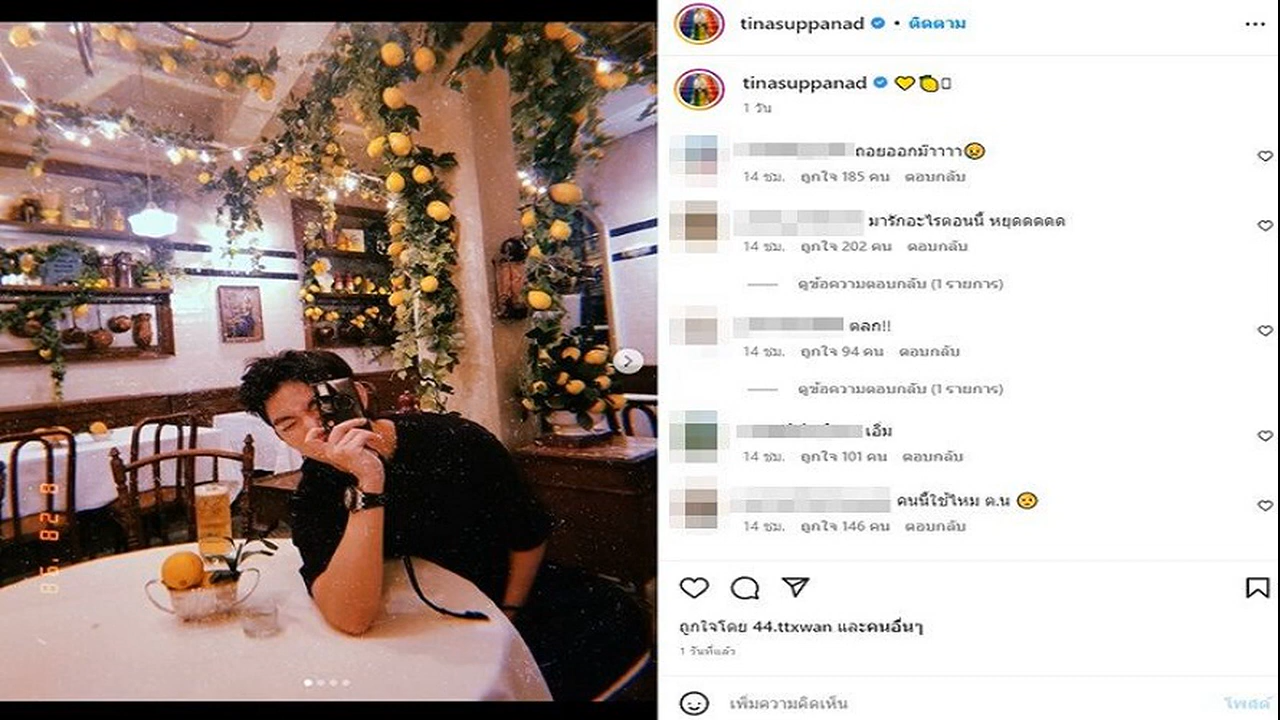 tinasuppanad • ติดตาม
tinasuppanad 💛🍋
1 วัน
ถอยออกม๊าาาา😣
14 ชม. ถูกใจ 185 คน ตอบกลับ
มารักอะไรตอนนี้ หยุดดดดด
14 ชม. ถูกใจ 202 คน ตอบกลับ
ดูข้อความตอบกลับ (1 รายการ)
ตลก!!
14 ชม. ถูกใจ 94 คน ตอบกลับ
ดูข้อความตอบกลับ (1 รายการ)
เอิ่ม
14 ชม. ถูกใจ 101 คน ตอบกลับ
คนนี้ใช่ไหม ต.น 😟
14 ชม. ถูกใจ 146 คน ตอบกลับ
ถูกใจโดย 44.ttxwan และคนอื่นๆ
1 วันที่แล้ว
เพิ่มความคิดเห็น
โพสต์
8 28 '98